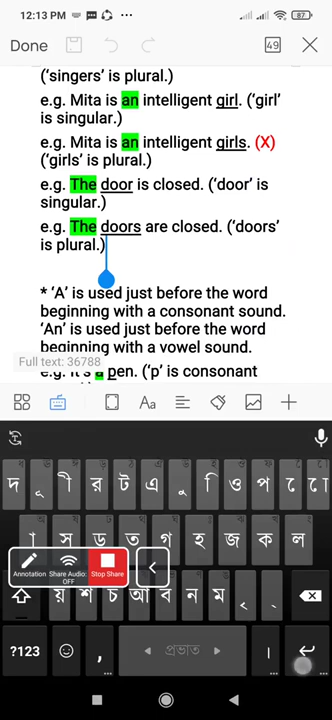 12:13 PM
87
Done
49
('singers' is plural.)
e.g. Mita is an intelligent girl. ('girl'
is singular.)
e.g. Mita is an intelligent girls. (X)
('girls' is plural.)
e.g. The door is closed. ('door' is
singular.)
e.g. The doors are closed. ('doors'
is plural.)
* 'A' is used just before the word
beginning with a consonant sound.
'An' is used just before the word
beginning with a vowel sound.
Full text: 36788
e.g. It's a pen. ('p' is consonant
Aa
দ ূ ী র ট এ ু ি ও প ে ো
া স ড ত গ হ জ ক ল
Annotation
Share Audio:
OFF
Stop Share
য় শ চ আ ব ন ম
?123
,
প্রভাত
।